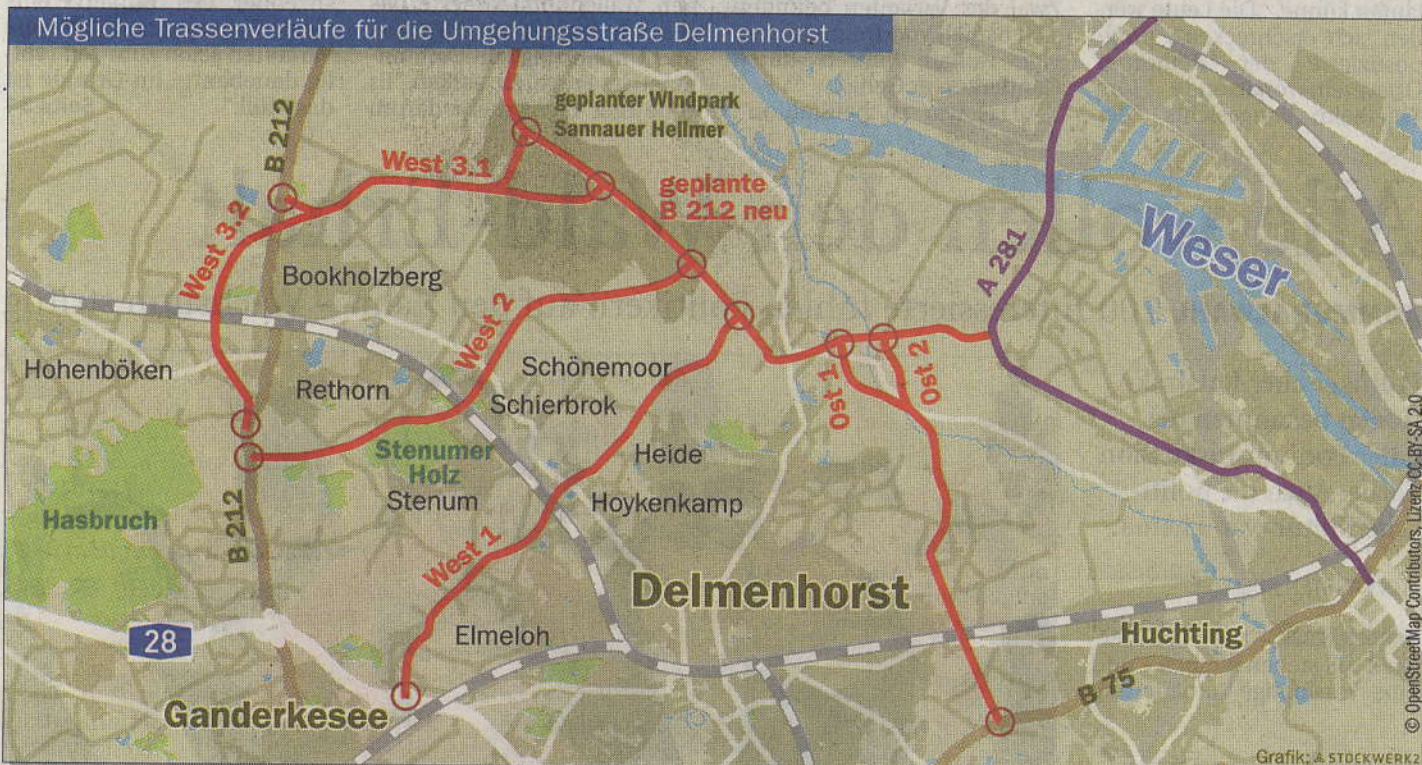 Mögliche Trassenverläufe für die Umgehungsstraße Delmenhorst
geplanter Windpark
Sannauer Hellmer
B 212
West 3.1
geplante
B 212 neu
A 281
Weser
West 3.2
Bookholzberg
West 2
Hohenböken
Rethorn
Schönemoor
Schierbrok
Ost 1
Ost 2
Stenumer
Holz
Stenum
Heide
Hoykenkamp
Hasbruch
B 212
West 1
Delmenhorst
28
Elmeloh
Huchting
Ganderkesee
B 75
© OpenStreetMap Contributors, Lizenz CC-BY SA 2.0
Grafik: STOCKWERK2